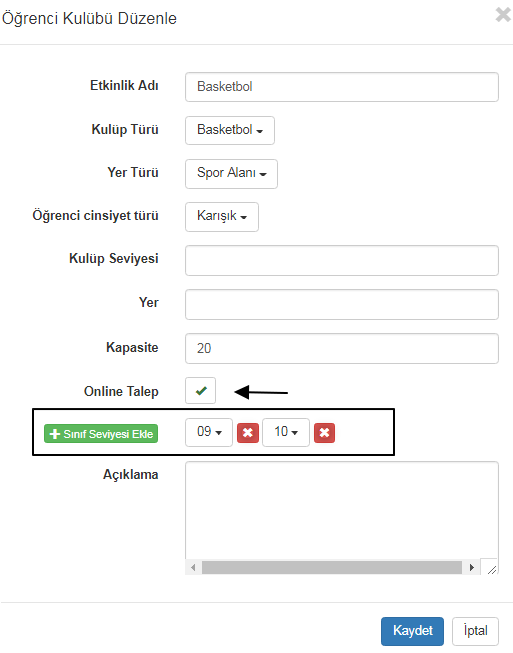 Öğrenci Kulübü Düzenle
Etkinlik Adı Basketbol
Kulüp Türü Basketbol
Yer Türü Spor Alanı
Öğrenci cinsiyet türü Karışık
Kulüp Seviyesi
Yer
Kapasite 20
Online Talep
Sınıf Seviyesi Ekle 09 10
Açıklama
Kaydet İptal